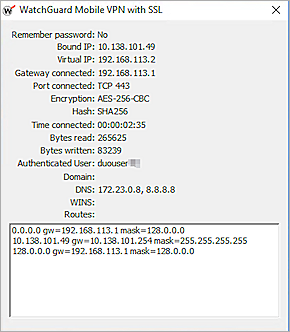 WatchGuard Mobile VPN with SSL
Remember password: No
Bound IP: 10.138.101.49
Virtual IP: 192.168.113.2
Gateway connected: 192.168.113.1
Port connected: TCP 443
Encryption: AES-256-CBC
Hash: SHA256
Time connected: 00:00:02:35
Bytes read: 265625
Bytes written: 83239
Authenticated User: duouser
Domain:
DNS: 172.23.0.8, 8.8.8.8
WINS:
Routes:
0.0.0.0 gw=192.168.113.1 mask=128.0.0.0
10.138.101.49 gw=10.138.101.254 mask=255.255.255.255
128.0.0.0 gw=192.168.113.1 mask=128.0.0.0